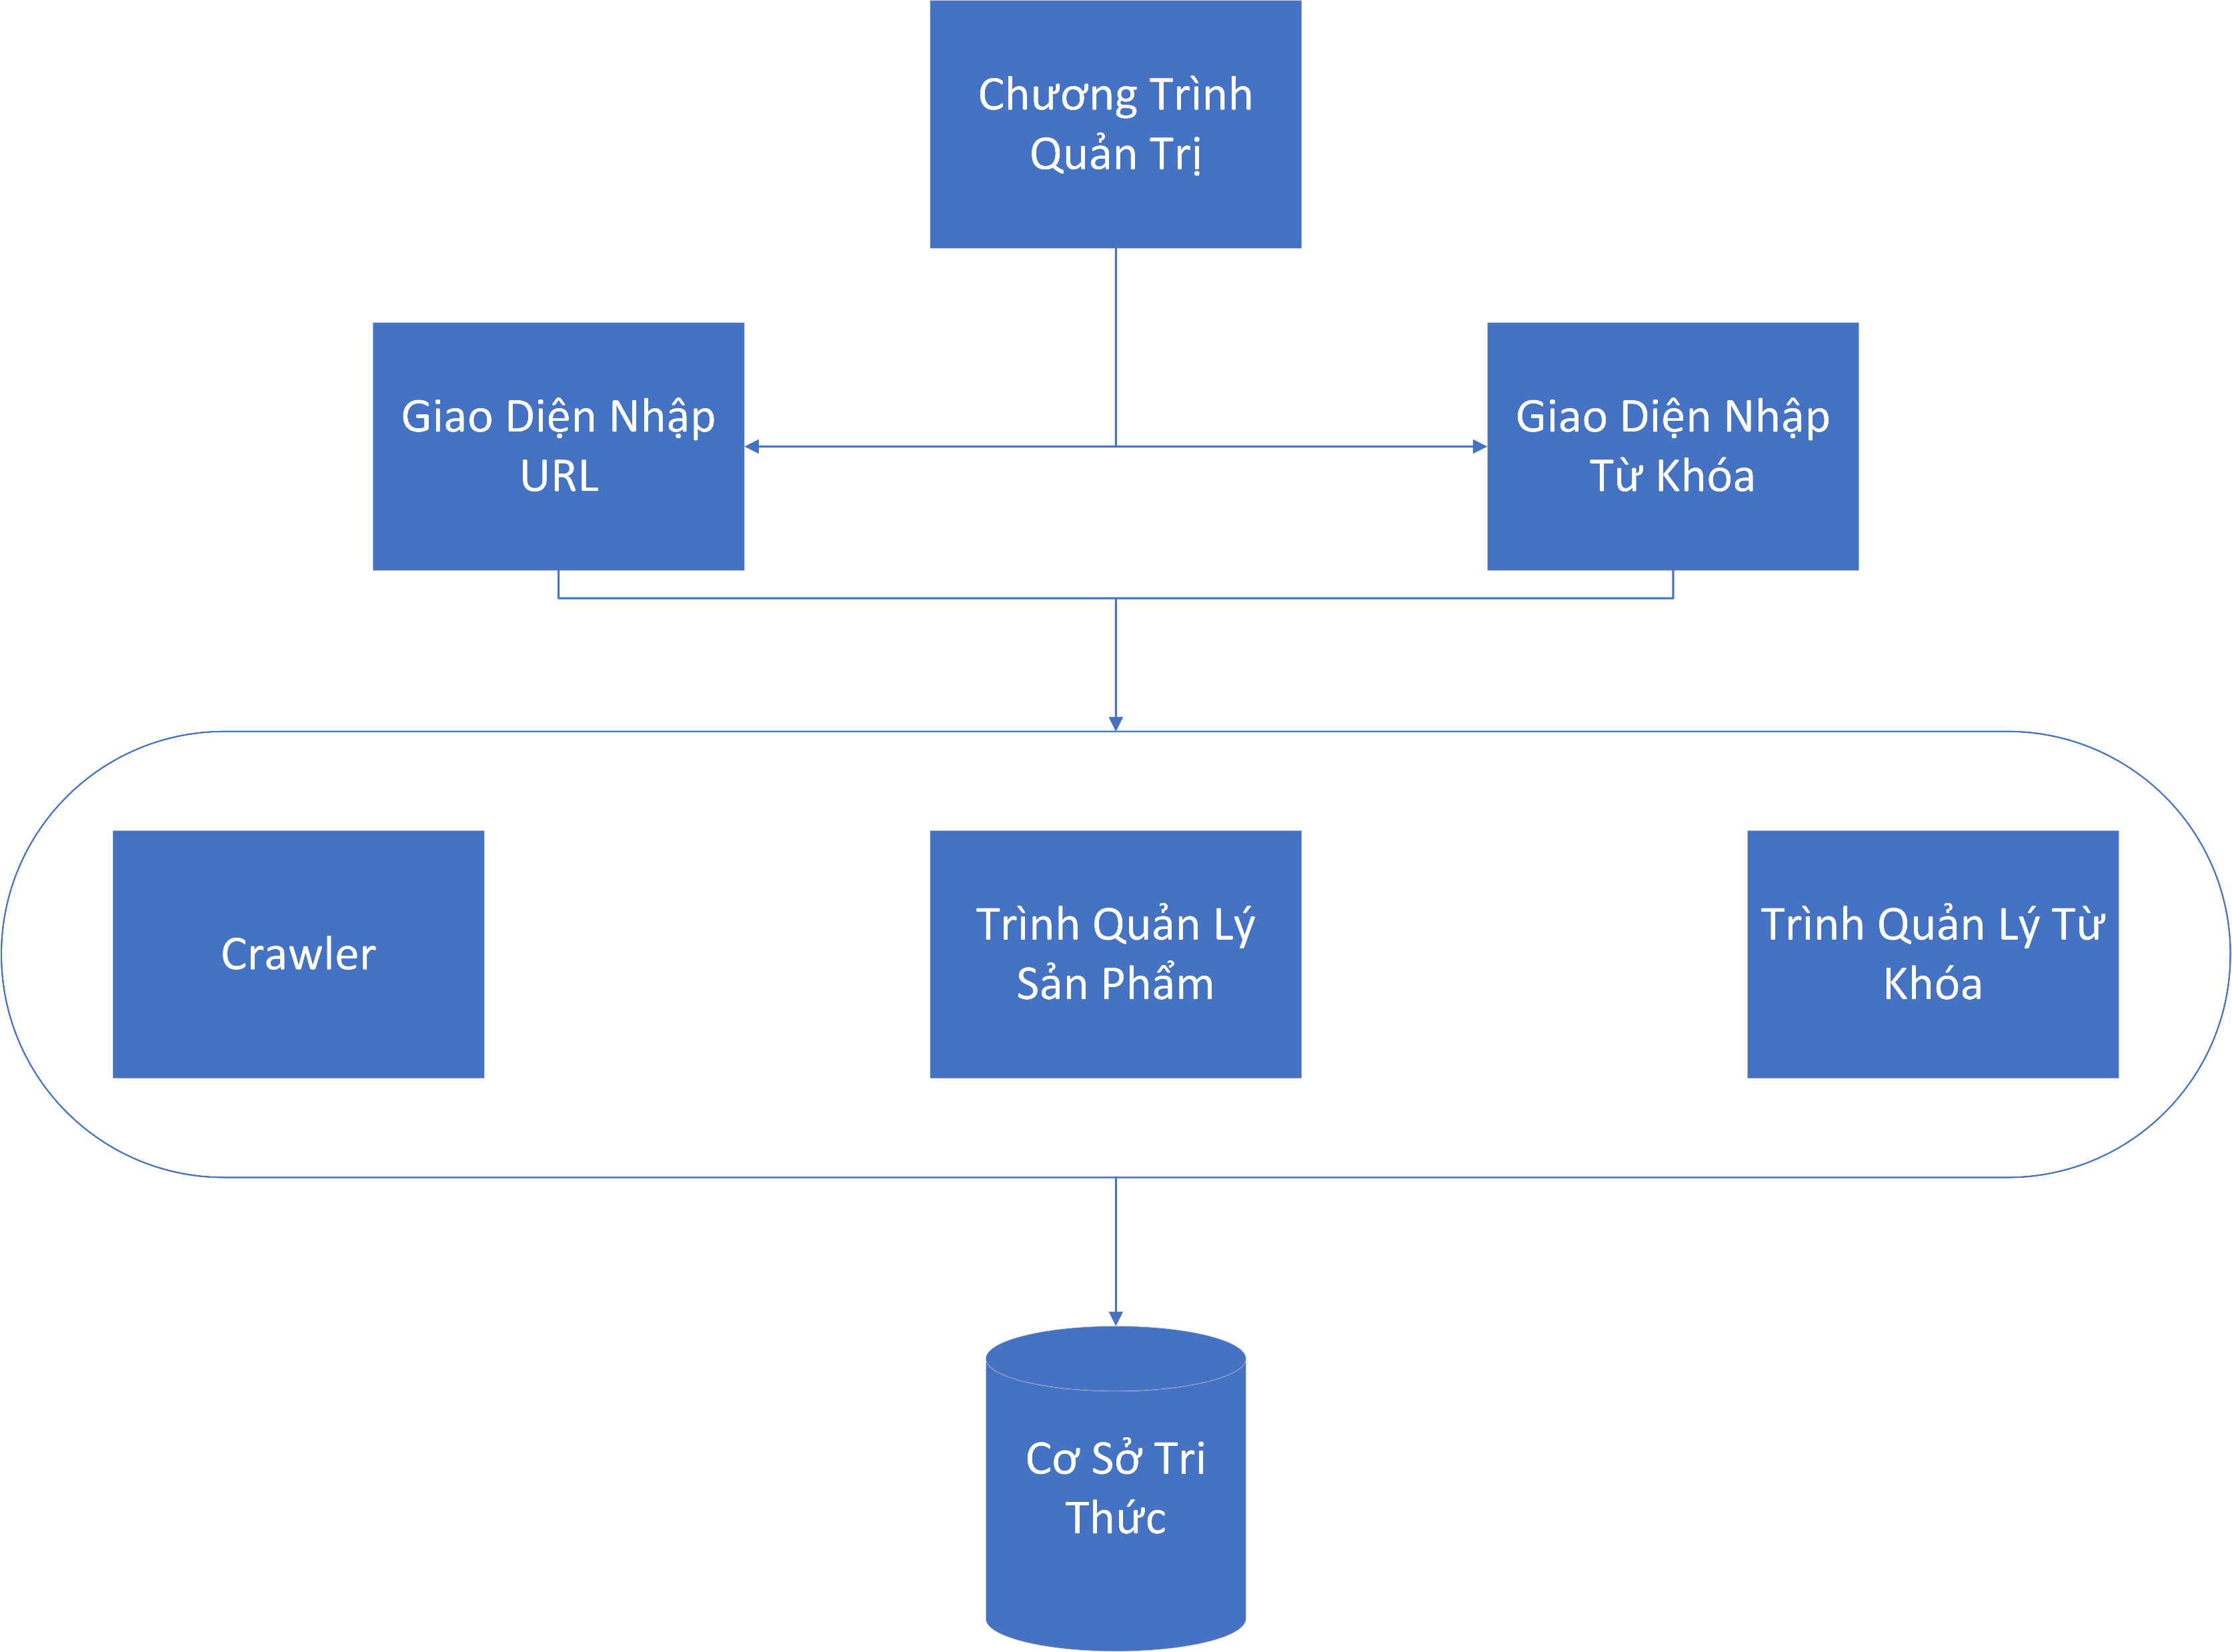 Chương Trình
Quản Trị
Giao Diện Nhập
URL
Giao Diện Nhập
Từ Khóa
Crawler
Trình Quản Lý
Sản Phẩm
Trình Quản Lý Từ
Khóa
Cơ Sở Tri
Thức